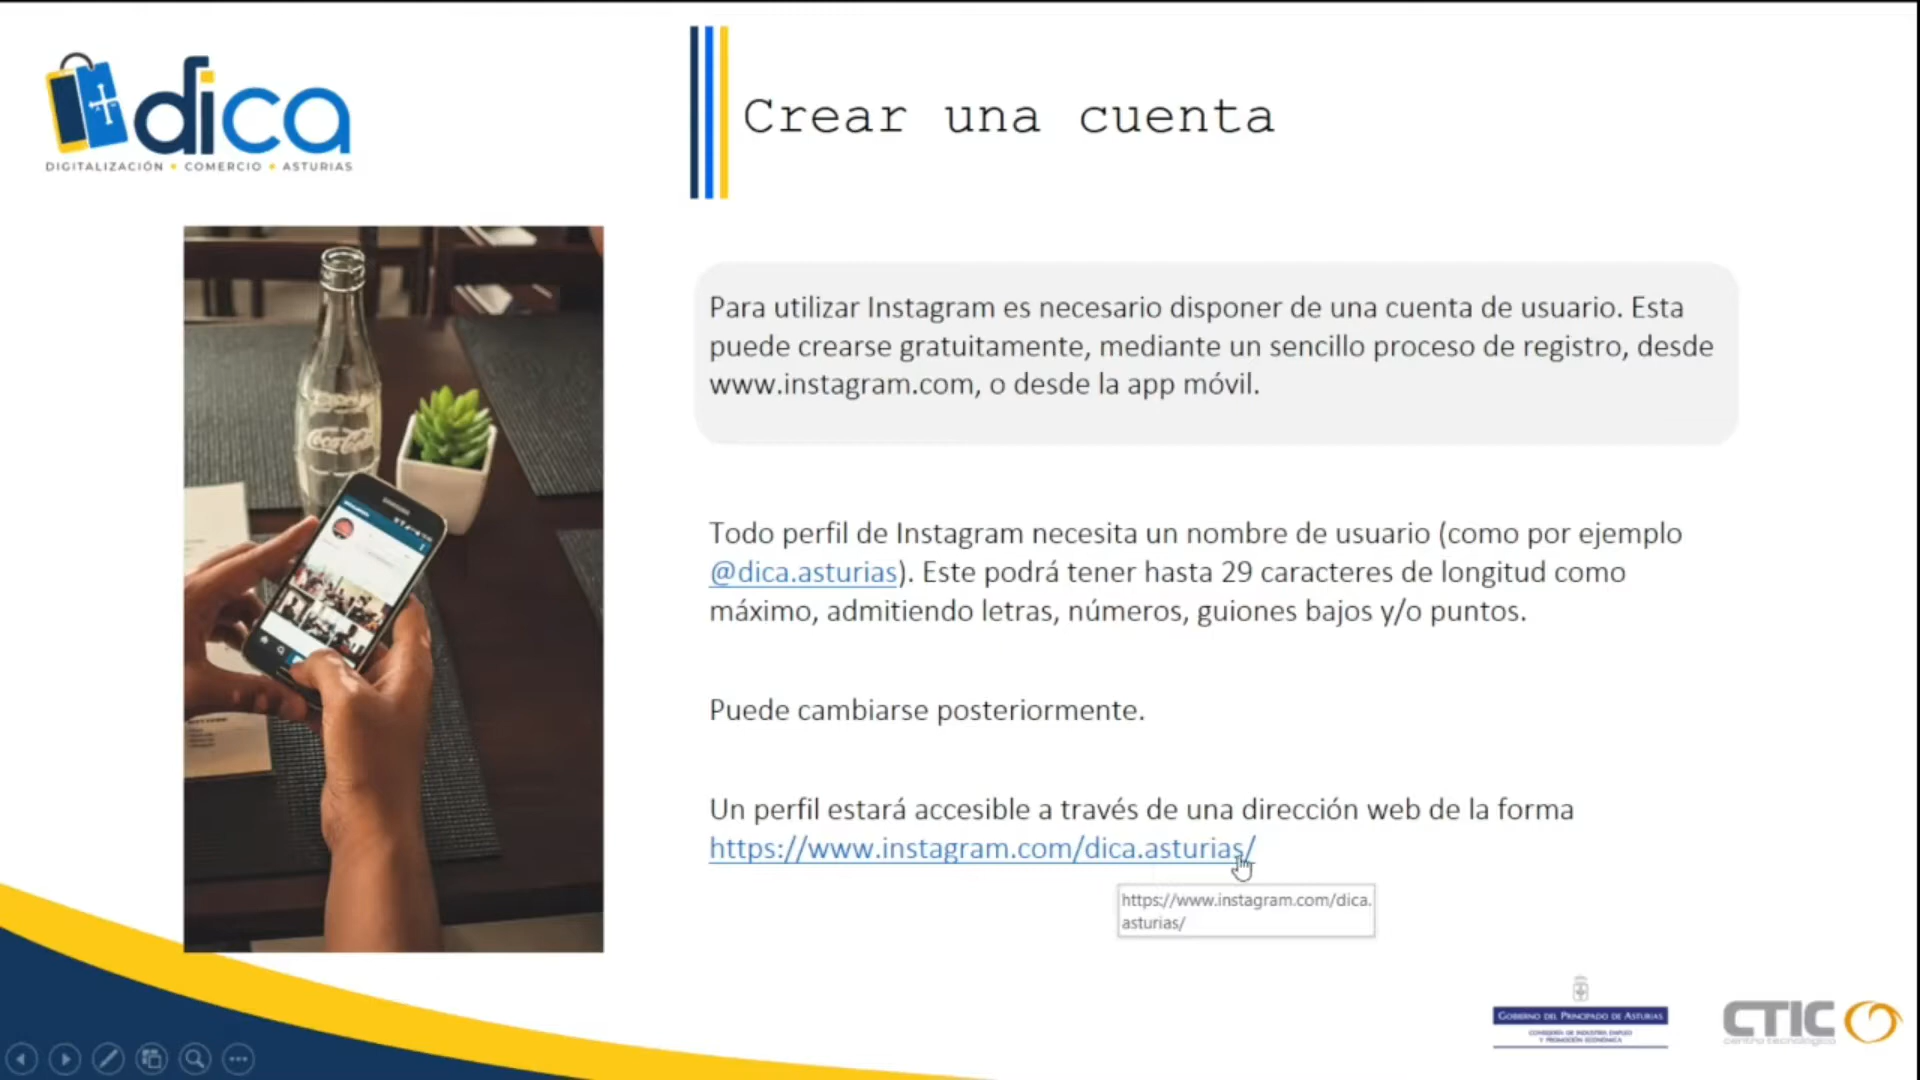 dica
DIGITALIZACIÓN • COMERCIO • ASTURIAS
Crear una cuenta
Para utilizar Instagram es necesario disponer de una cuenta de usuario. Esta
puede crearse gratuitamente, mediante un sencillo proceso de registro, desde
www.instagram.com, o desde la app móvil.
Coca-Cola
Todo perfil de Instagram necesita un nombre de usuario (como por ejemplo
@dica.asturias). Este podrá tener hasta 29 caracteres de longitud como
máximo, admitiendo letras, números, guiones bajos y/o puntos.
Puede cambiarse posteriormente.
Un perfil estará accesible a través de una dirección web de la forma
https://www.instagram.com/dica.asturias/
https://www.instagram.com/dica.
asturias/
GOBIERNO DEL PRINCIPADO DE ASTURIAS
CONSEJERÍA DE INDUSTRIA, EMPLEO
Y PROMOCIÓN ECONÓMICA
CTIC
centro tecnológico